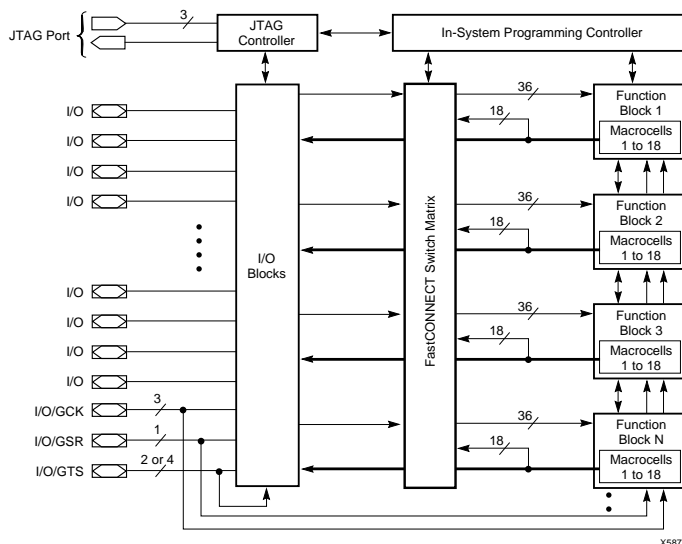 JTAG Port
3
JTAG
Controller
In-System Programming Controller
I/O
I/O
I/O
I/O
I/O
I/O
I/O
I/O
I/O/GCK
3
I/O/GSR
1
I/O/GTS
2 or 4
I/O
Blocks
FastCONNECT Switch Matrix
36
18
Function
Block 1
Macrocells
1 to 18
36
18
Function
Block 2
Macrocells
1 to 18
36
18
Function
Block 3
Macrocells
1 to 18
36
18
Function
Block N
Macrocells
1 to 18
X587